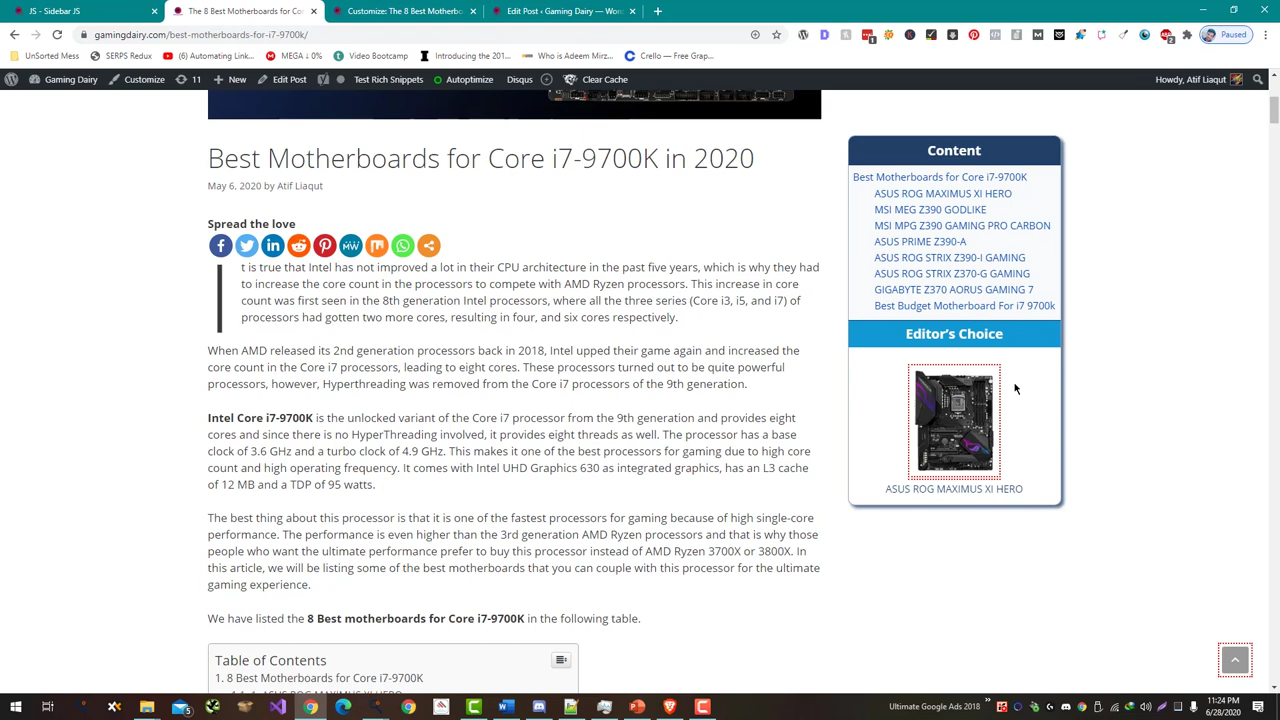 JS - Sidebar
The 8 Best Motherboards for Cor
Customize: The 8 Best Motherboa
Edit Post ‹ Gaming Dairy — Wor
gamingdairy.com/best-motherboards-for-i7-9700k/
Paused
UnSorted Mess
SERPS Redux
(6) Automating Link...
MEGA ↓ 0%
Video Bootcamp
Introducing the 201...
Who is Adeem Mirz...
Crello — Free Grap...
Gaming Dairy
Customize
11
New
Edit Post
Test Rich Snippets
Autoptimize
Disqus
Clear Cache
Howdy, Atif Liaqut
Best Motherboards for Core i7-9700K in 2020
May 6, 2020 by Atif Liaqut
Spread the love
t is true that Intel has not improved a lot in their CPU architecture in the past five years, which is why they had
to increase the core count in the processors to compete with AMD Ryzen processors. This increase in core
count was first seen in the 8th generation Intel processors, where all the three series (Core i3, i5, and i7) of
processors had gotten two more cores, resulting in four, and six cores respectively.
When AMD released its 2nd generation processors back in 2018, Intel upped their game again and increased the
core count in the Core i7 processors, leading to eight cores. These processors turned out to be quite powerful
processors, however, Hyperthreading was removed from the Core i7 processors of the 9th generation.
Intel Core i7-9700K is the unlocked variant of the Core i7 processor from the 9th generation and provides eight
cores and since there is no HyperThreading involved, it provides eight threads as well. The processor has a base
clock of 3.6 GHz and a turbo clock of 4.9 GHz. This makes it one of the best processors for gaming due to high core
count and high operating frequency. It comes with Intel UHD Graphics 630 as integrated graphics, has an L3 cache
of 12 MB and a TDP of 95 watts.
The best thing about this processor is that it is one of the fastest processors for gaming because of high single-core
performance. The performance is even higher than the 3rd generation AMD Ryzen processors and that is why those
people who want the ultimate performance prefer to buy this processor instead of AMD Ryzen 3700X or 3800X. In
this article, we will be listing some of the best motherboards that you can couple with this processor for the ultimate
gaming experience.
We have listed the 8 Best motherboards for Core i7-9700K in the following table.
Table of Contents
1. 8 Best Motherboards for Core i7-9700K
Content
Best Motherboards for Core i7-9700K
ASUS ROG MAXIMUS XI HERO
MSI MEG Z390 GODLIKE
MSI MPG Z390 GAMING PRO CARBON
ASUS PRIME Z390-A
ASUS ROG STRIX Z390-I GAMING
ASUS ROG STRIX Z370-G GAMING
GIGABYTE Z370 AORUS GAMING 7
Best Budget Motherboard For i7 9700k
Editor's Choice
ASUS ROG MAXIMUS XI HERO
Ultimate Google Ads 2018
11:24 PM
6/28/2020